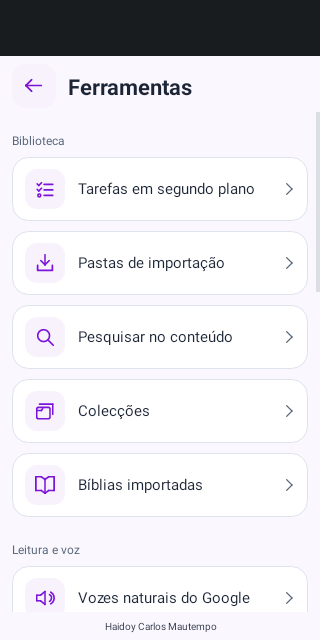 Ferramentas
Biblioteca
Tarefas em segundo plano
Pastas de importação
Pesquisar no conteúdo
Colecções
Bíblias importadas
Leitura e voz
Vozes naturais do Google
Haidoy Carlos Mautempo